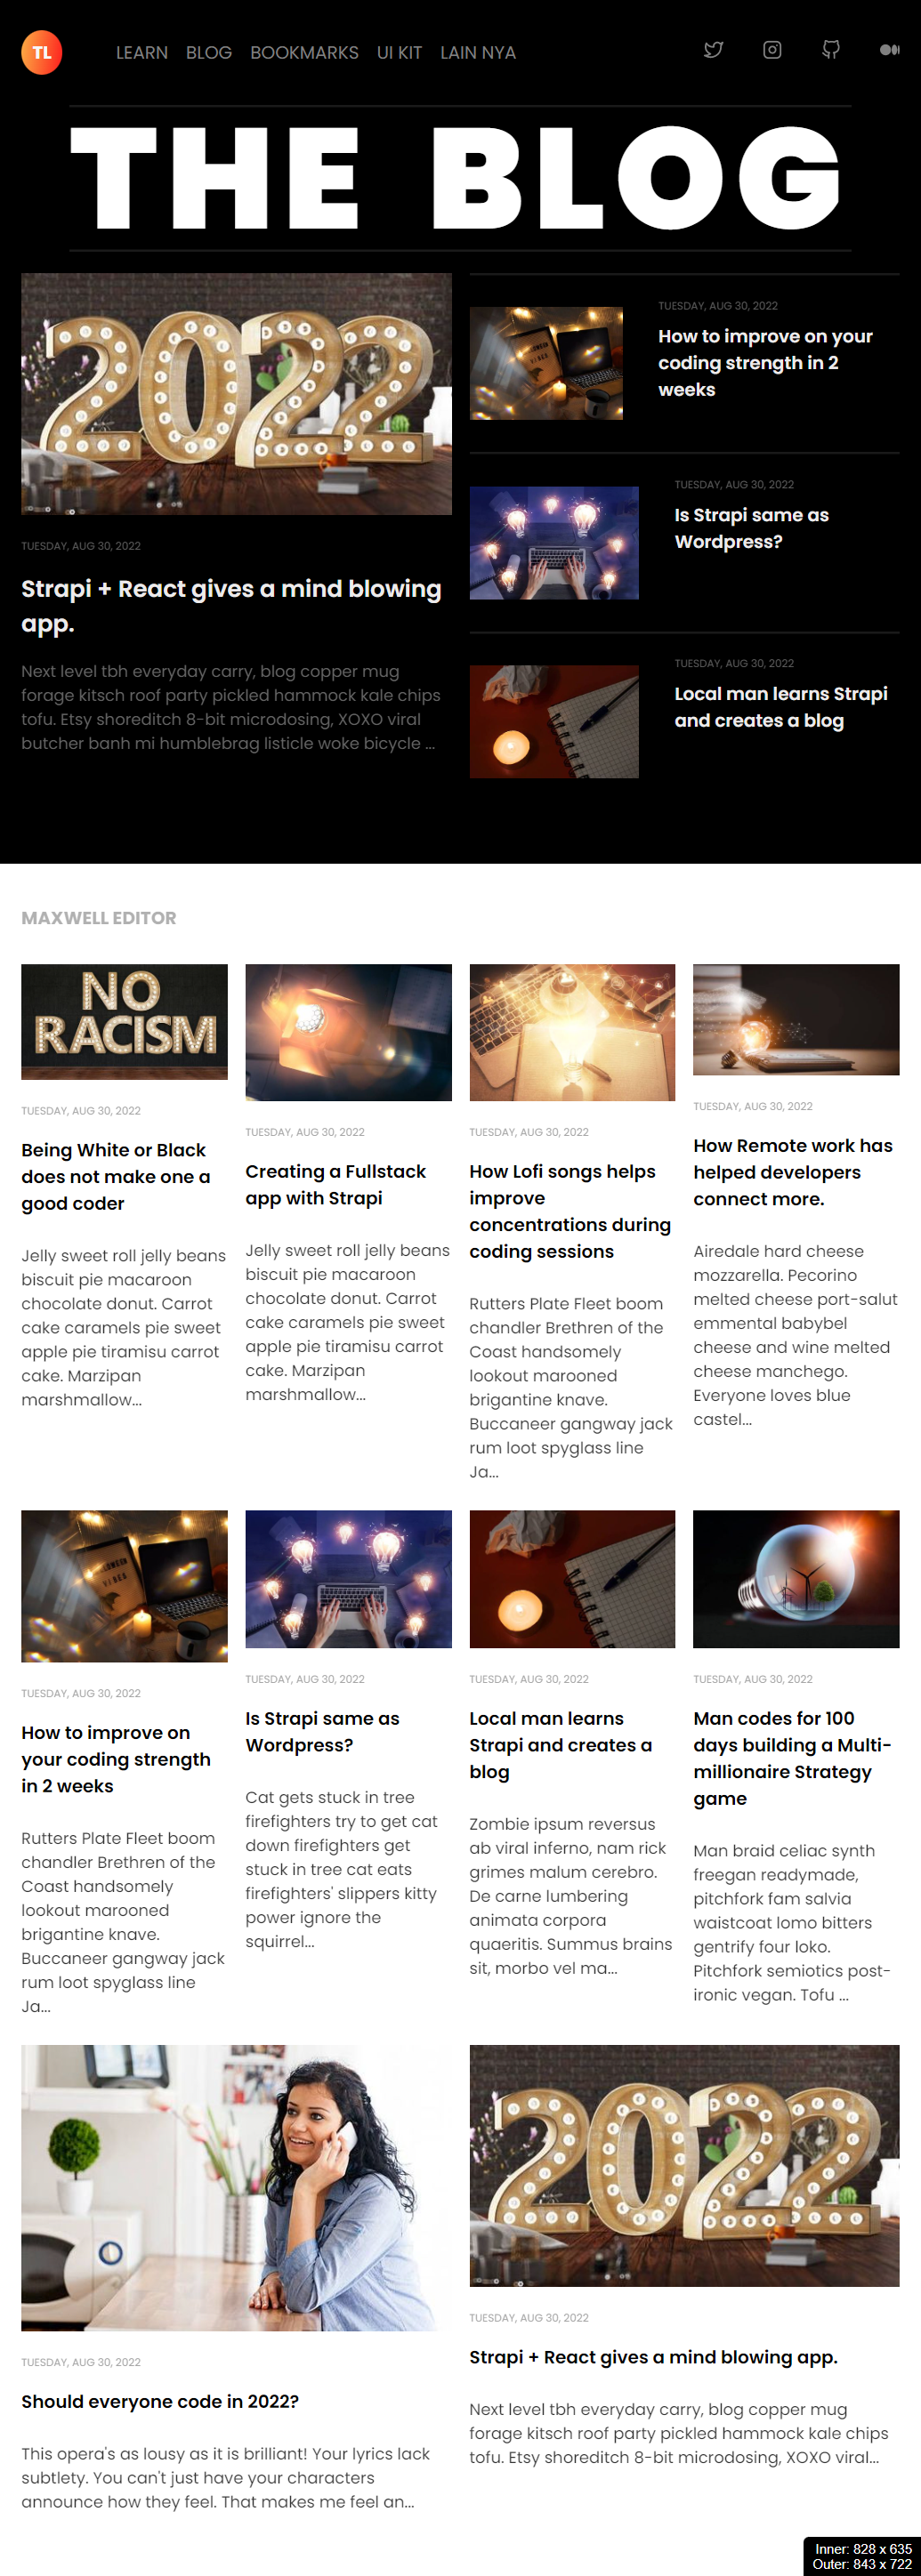 TL
LEARN BLOG BOOKMARKS UI KIT LAIN NYA
THE BLOG
2022
TUESDAY, AUG 30, 2022
Strapi + React gives a mind blowing
app.
Next level tbh everyday carry, blog copper mug
forage kitsch roof party pickled hammock kale chips
tofu. Etsy shoreditch 8-bit microdosing, XOXO viral
butcher banh mi humblebrag listicle woke bicycle ...
TUESDAY, AUG 30, 2022
How to improve on your
coding strength in 2
weeks
TUESDAY, AUG 30, 2022
Is Strapi same as
Wordpress?
TUESDAY, AUG 30, 2022
Local man learns Strapi
and creates a blog
MAXWELL EDITOR
NO
RACISM
TUESDAY, AUG 30, 2022
Being White or Black
does not make one a
good coder
Jelly sweet roll jelly beans
biscuit pie macaroon
chocolate donut. Carrot
cake caramels pie sweet
apple pie tiramisu carrot
cake. Marzipan
marshmallow...
TUESDAY, AUG 30, 2022
Creating a Fullstack
app with Strapi
Jelly sweet roll jelly beans
biscuit pie macaroon
chocolate donut. Carrot
cake caramels pie sweet
apple pie tiramisu carrot
cake. Marzipan
marshmallow...
TUESDAY, AUG 30, 2022
How Lofi songs helps
improve
concentrations during
coding sessions
Rutters Plate Fleet boom
chandler Brethren of the
Coast handsomely
lookout marooned
brigantine knave.
Buccaneer gangway jack
rum loot spyglass line
Ja...
TUESDAY, AUG 30, 2022
How Remote work has
helped developers
connect more.
Airedale hard cheese
mozzarella. Pecorino
melted cheese port-salut
emmental babybel
cheese and wine melted
cheese manchego.
Everyone loves blue
castel...
TUESDAY, AUG 30, 2022
How to improve on
your coding strength
in 2 weeks
Rutters Plate Fleet boom
chandler Brethren of the
Coast handsomely
lookout marooned
brigantine knave.
Buccaneer gangway jack
rum loot spyglass line
Ja...
TUESDAY, AUG 30, 2022
Is Strapi same as
Wordpress?
Cat gets stuck in tree
firefighters try to get cat
down firefighters get
stuck in tree cat eats
firefighters' slippers kitty
power ignore the
squirrel...
TUESDAY, AUG 30, 2022
Local man learns
Strapi and creates a
blog
Zombie ipsum reversus
ab viral inferno, nam rick
grimes malum cerebro.
De carne lumbering
animata corpora
quaeritis. Summus brains
sit, morbo vel ma...
TUESDAY, AUG 30, 2022
Man codes for 100
days building a Multi-
millionaire Strategy
game
Man braid celiac synth
freegan readymade,
pitchfork fam salvia
waistcoat lomo bitters
gentrify four loko.
Pitchfork semiotics post-
ironic vegan. Tofu ...
TUESDAY, AUG 30, 2022
Should everyone code in 2022?
This opera's as lousy as it is brilliant! Your lyrics lack
subtlety. You can't just have your characters
announce how they feel. That makes me feel an...
2022
TUESDAY, AUG 30, 2022
Strapi + React gives a mind blowing app.
Next level tbh everyday carry, blog copper mug
forage kitsch roof party pickled hammock kale chips
tofu. Etsy shoreditch 8-bit microdosing, XOXO viral...
Inner: 828 x 635
Outer: 843 x 722